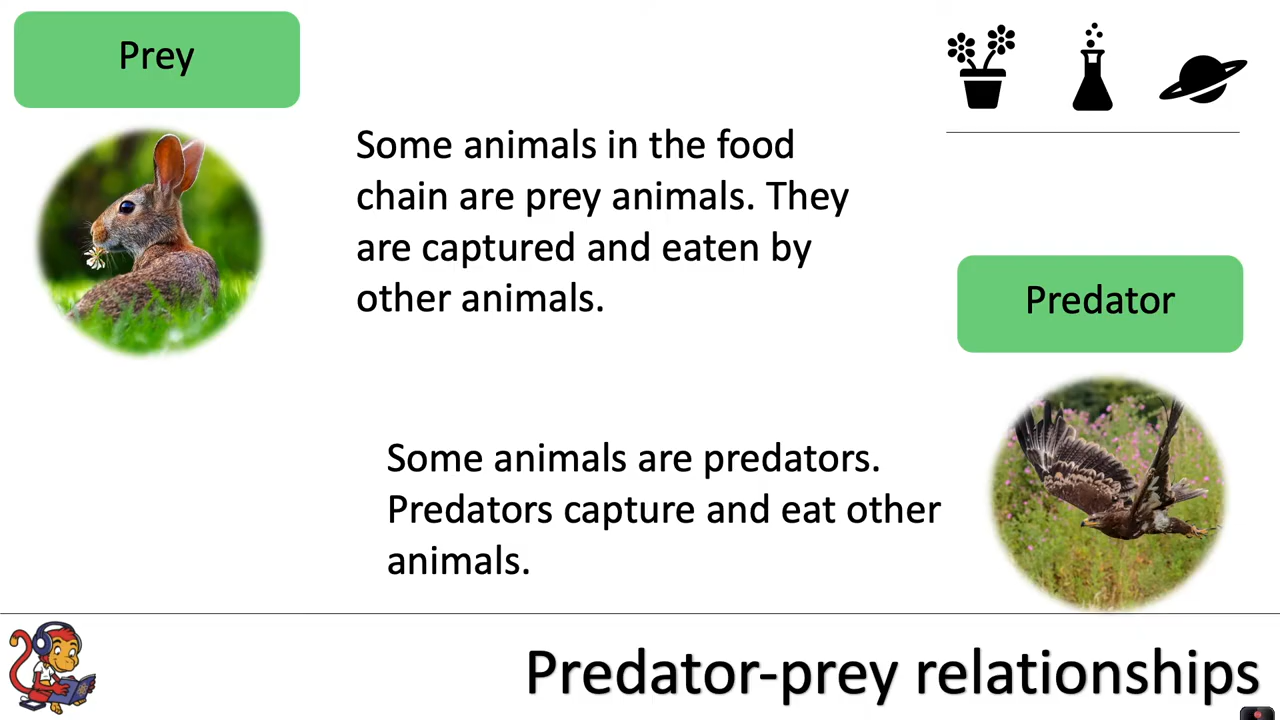 Prey
Some animals in the food
chain are prey animals. They
are captured and eaten by
other animals.
Predator
Some animals are predators.
Predators capture and eat other
animals.
Predator-prey relationships